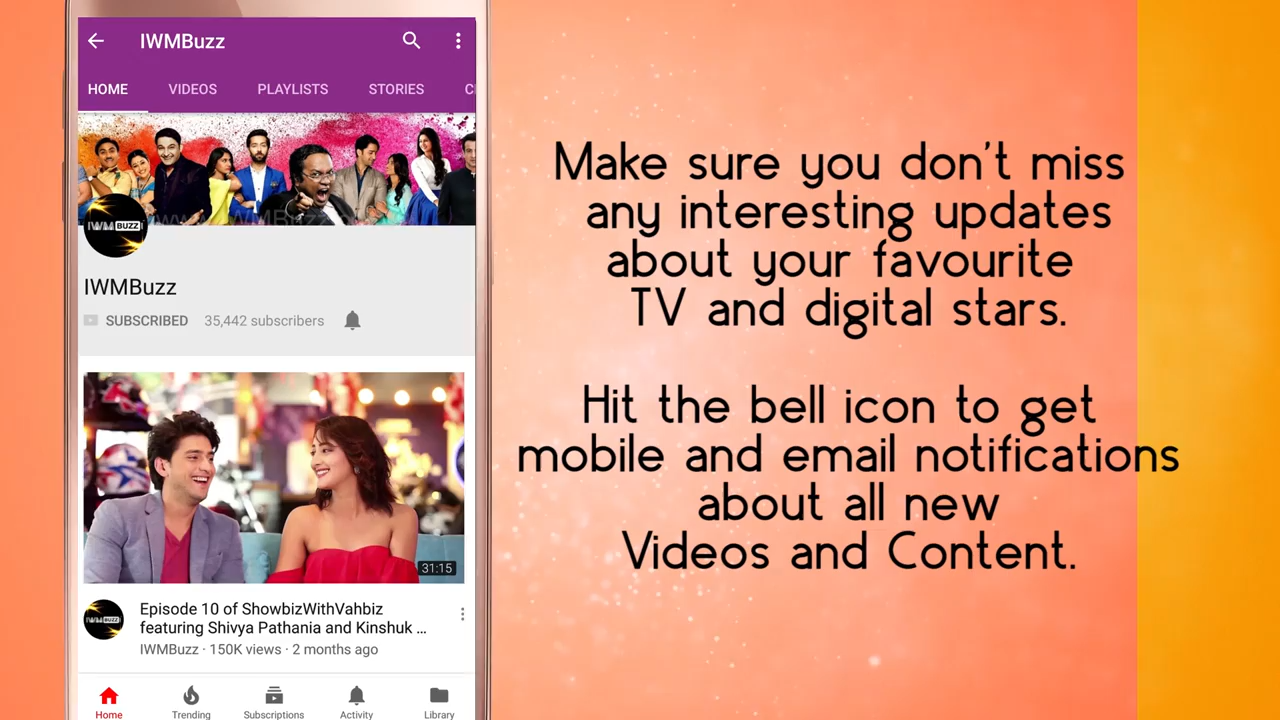 IWMBuzz
HOME VIDEOS PLAYLISTS STORIES
IWMBUZZ
IWMBuzz
SUBSCRIBED 35,442 subscribers
31:15
Episode 10 of ShowbizWithVahbiz
featuring Shivya Pathania and Kinshuk ...
IWMBuzz · 150K views · 2 months ago
IWMBUZZ
Home Trending Subscriptions Activity Library
Make sure you don't miss
any interesting updates
about your favourite
TV and digital stars.
Hit the bell icon to get
mobile and email notifications
about all new
Videos and Content.